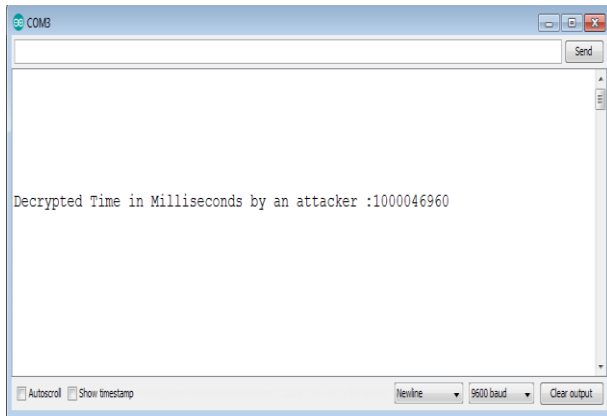 COM3
Send
Decrypted Time in Milliseconds by an attacker :1000046960
Autoscroll Show timestamp Newline 9600 baud Clear output